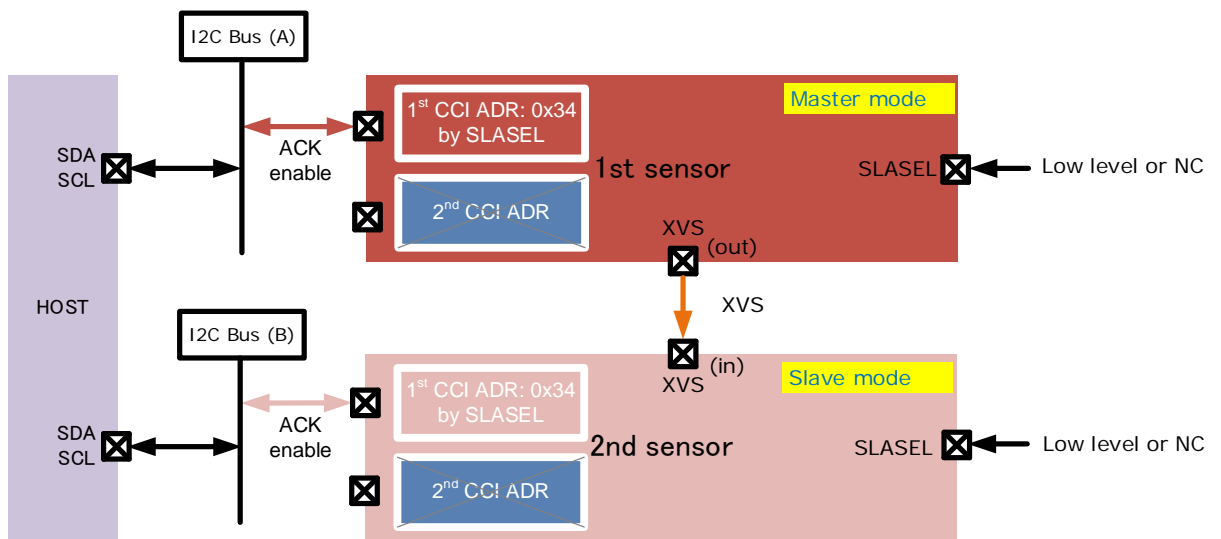 I2C Bus (A)
Master mode
1st CCI ADR: 0x34
by SLASEL
SDA
SCL
ACK
enable
1st sensor
SLASEL
Low level or NC
2nd CCI ADR
XVS
(out)
HOST
XVS
I2C Bus (B)
(in)
XVS
Slave mode
1st CCI ADR: 0x34
by SLASEL
SDA
SCL
ACK
enable
2nd sensor
SLASEL
Low level or NC
2nd CCI ADR